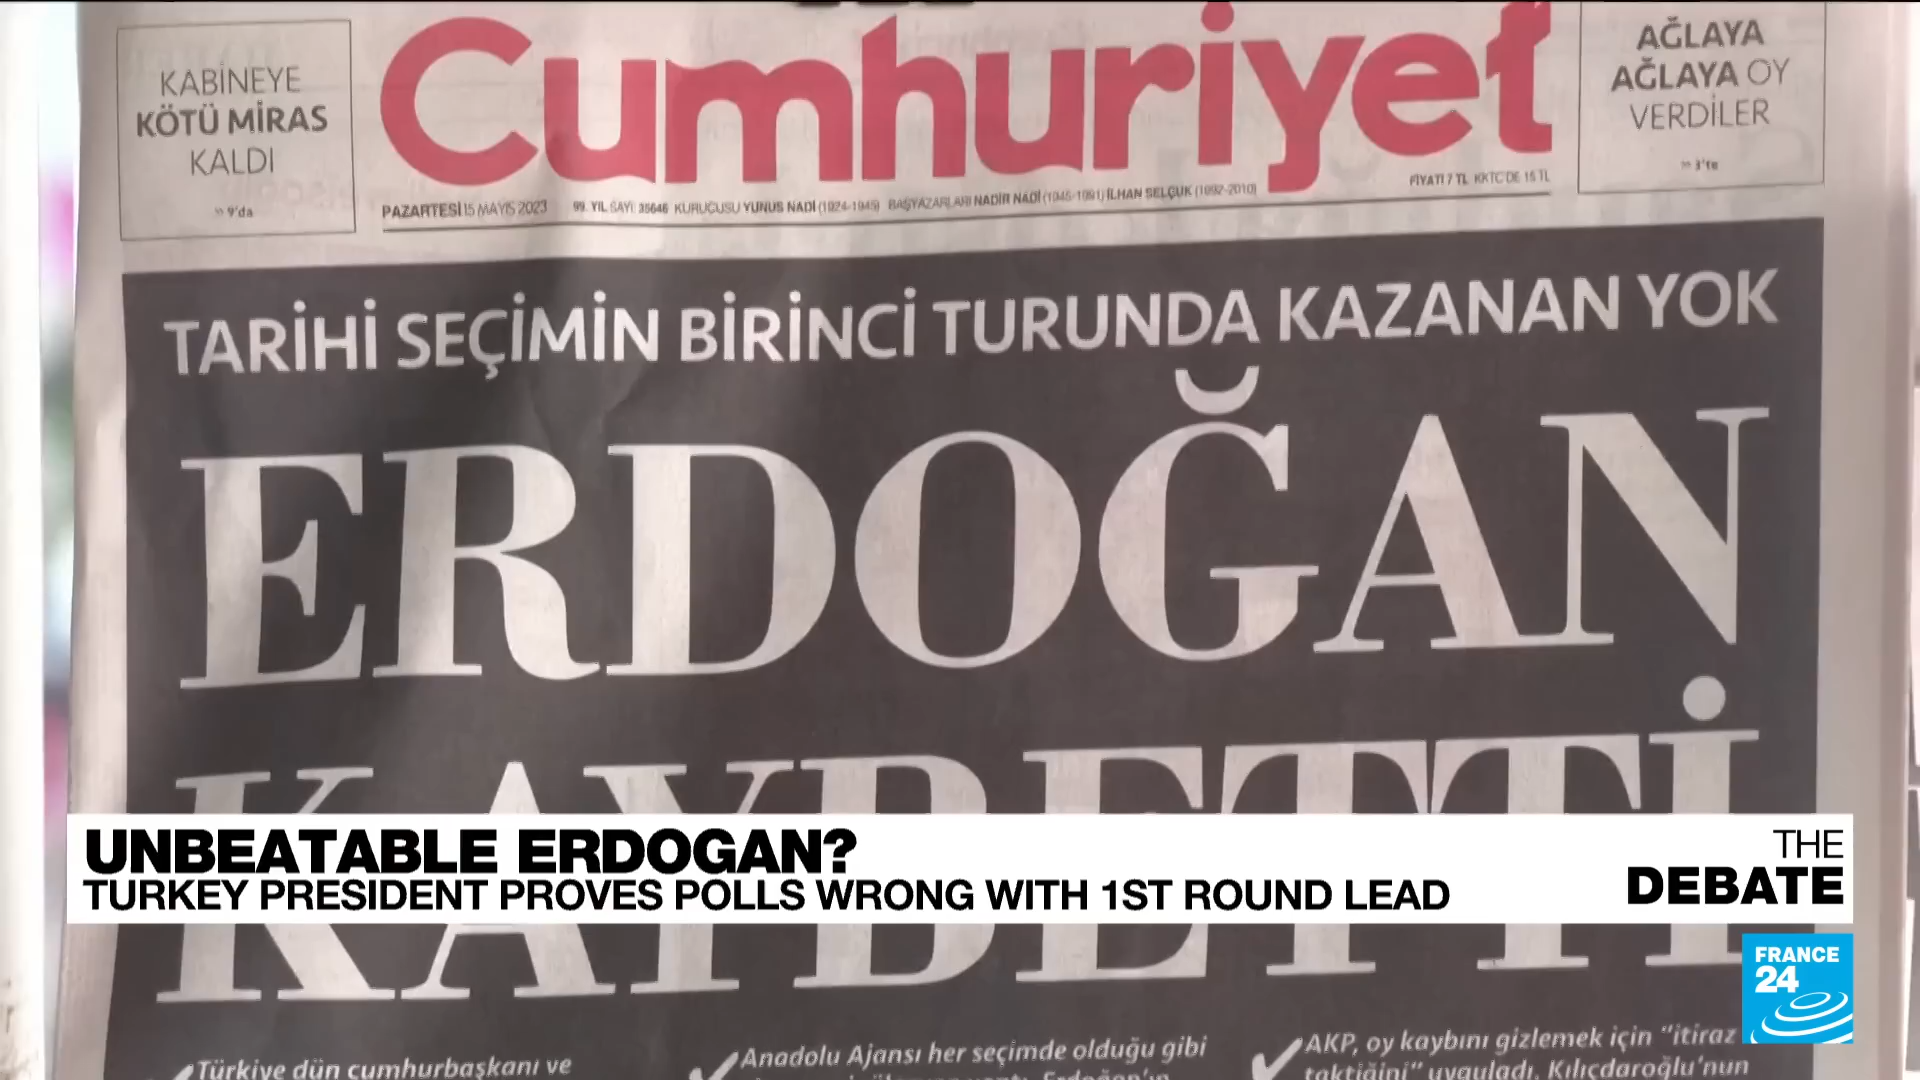 KABİNEYE
KÖTÜ MİRAS
KALDI
» 9'da
Cumhuriyet
AĞLAYA
AĞLAYA OY
VERDİLER
» 3'te
FİYATI 7 TL KKTC'DE 15 TL
PAZARTESİ 15 MAYIS 2023 99. YIL SAYI: 35646 KURUCUSU YUNUS NADİ (1924-1945) BAŞYAZARLARI NADİR NADİ (1945-1991) İLHAN SELÇUK (1992-2010)
TARİHİ SEÇİMİN BİRİNCİ TURUNDA KAZANAN YOK
ERDOĞAN
KAYBETTİ
UNBEATABLE ERDOGAN?
TURKEY PRESIDENT PROVES POLLS WRONG WITH 1ST ROUND LEAD
THE
DEBATE
FRANCE
24
Türkiye dün cumhurbaşkanı ve
Anadolu Ajansı her seçimde olduğu gibi
AKP, oy kaybını gizlemek için “itiraz
taktiğini” uyguladı. Kılıçdaroğlu'nun